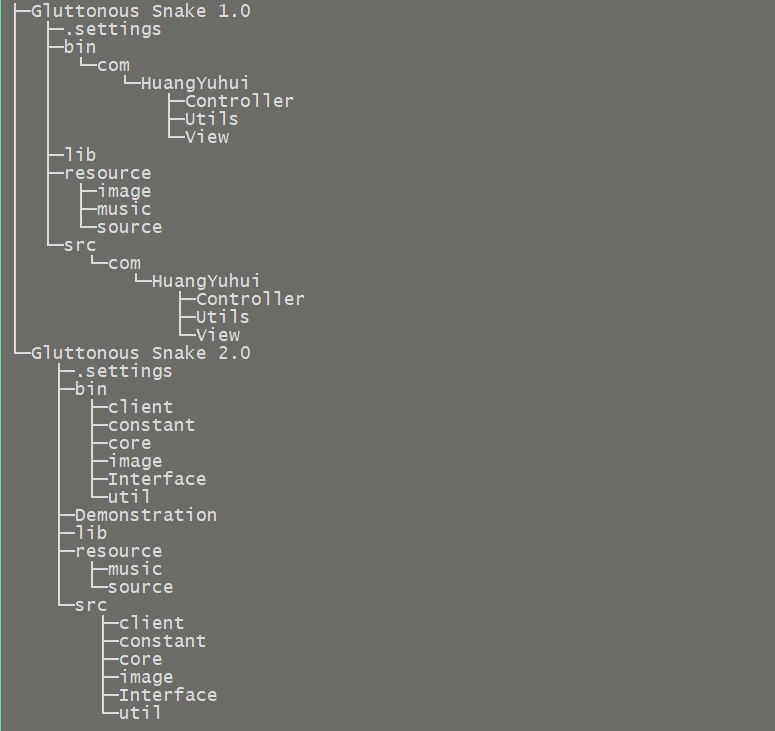 Gluttonous Snake 1.0
.settings
bin
com
HuangYuhui
Controller
Utils
View
lib
resource
image
music
source
src
com
HuangYuhui
Controller
Utils
View
Gluttonous Snake 2.0
.settings
bin
client
constant
core
image
Interface
util
Demonstration
lib
resource
music
source
src
client
constant
core
image
Interface
util